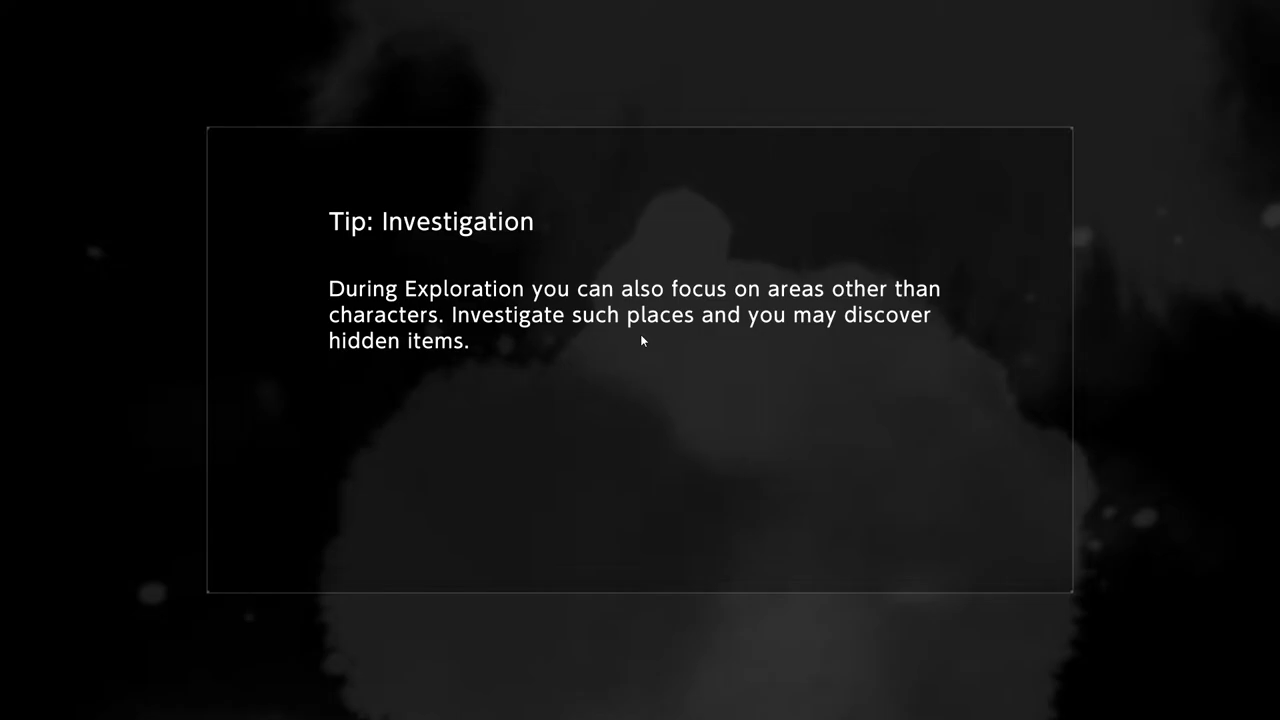 Tip: Investigation
During Exploration you can also focus on areas other than
characters. Investigate such places and you may discover
hidden items.